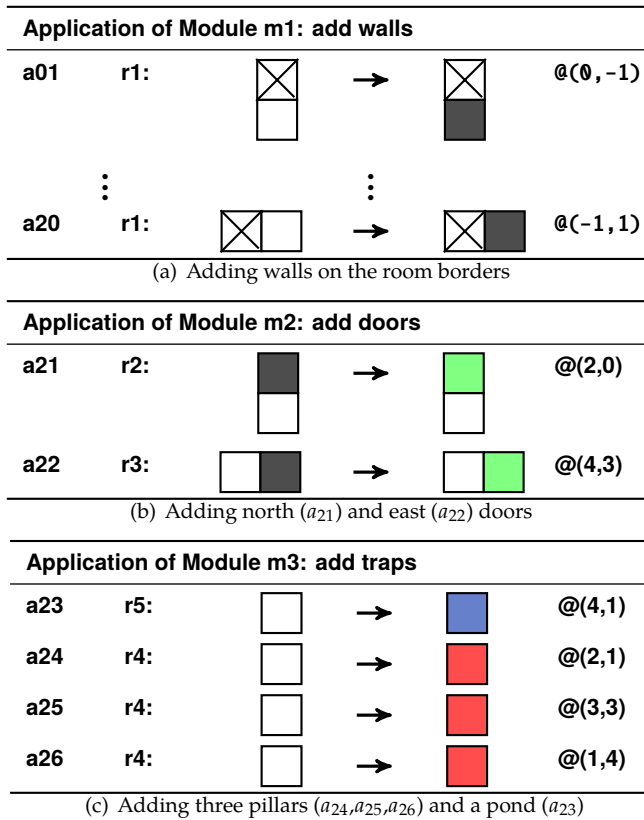 Application of Module m1: add walls
a01 r1: @(0,-1)
a20 r1: @(-1,1)
(a) Adding walls on the room borders
Application of Module m2: add doors
a21 r2: @(2,0)
a22 r3: @(4,3)
(b) Adding north (a21) and east (a22) doors
Application of Module m3: add traps
a23 r5: @(4,1)
a24 r4: @(2,1)
a25 r4: @(3,3)
a26 r4: @(1,4)
(c) Adding three pillars (a24,a25,a26) and a pond (a23)